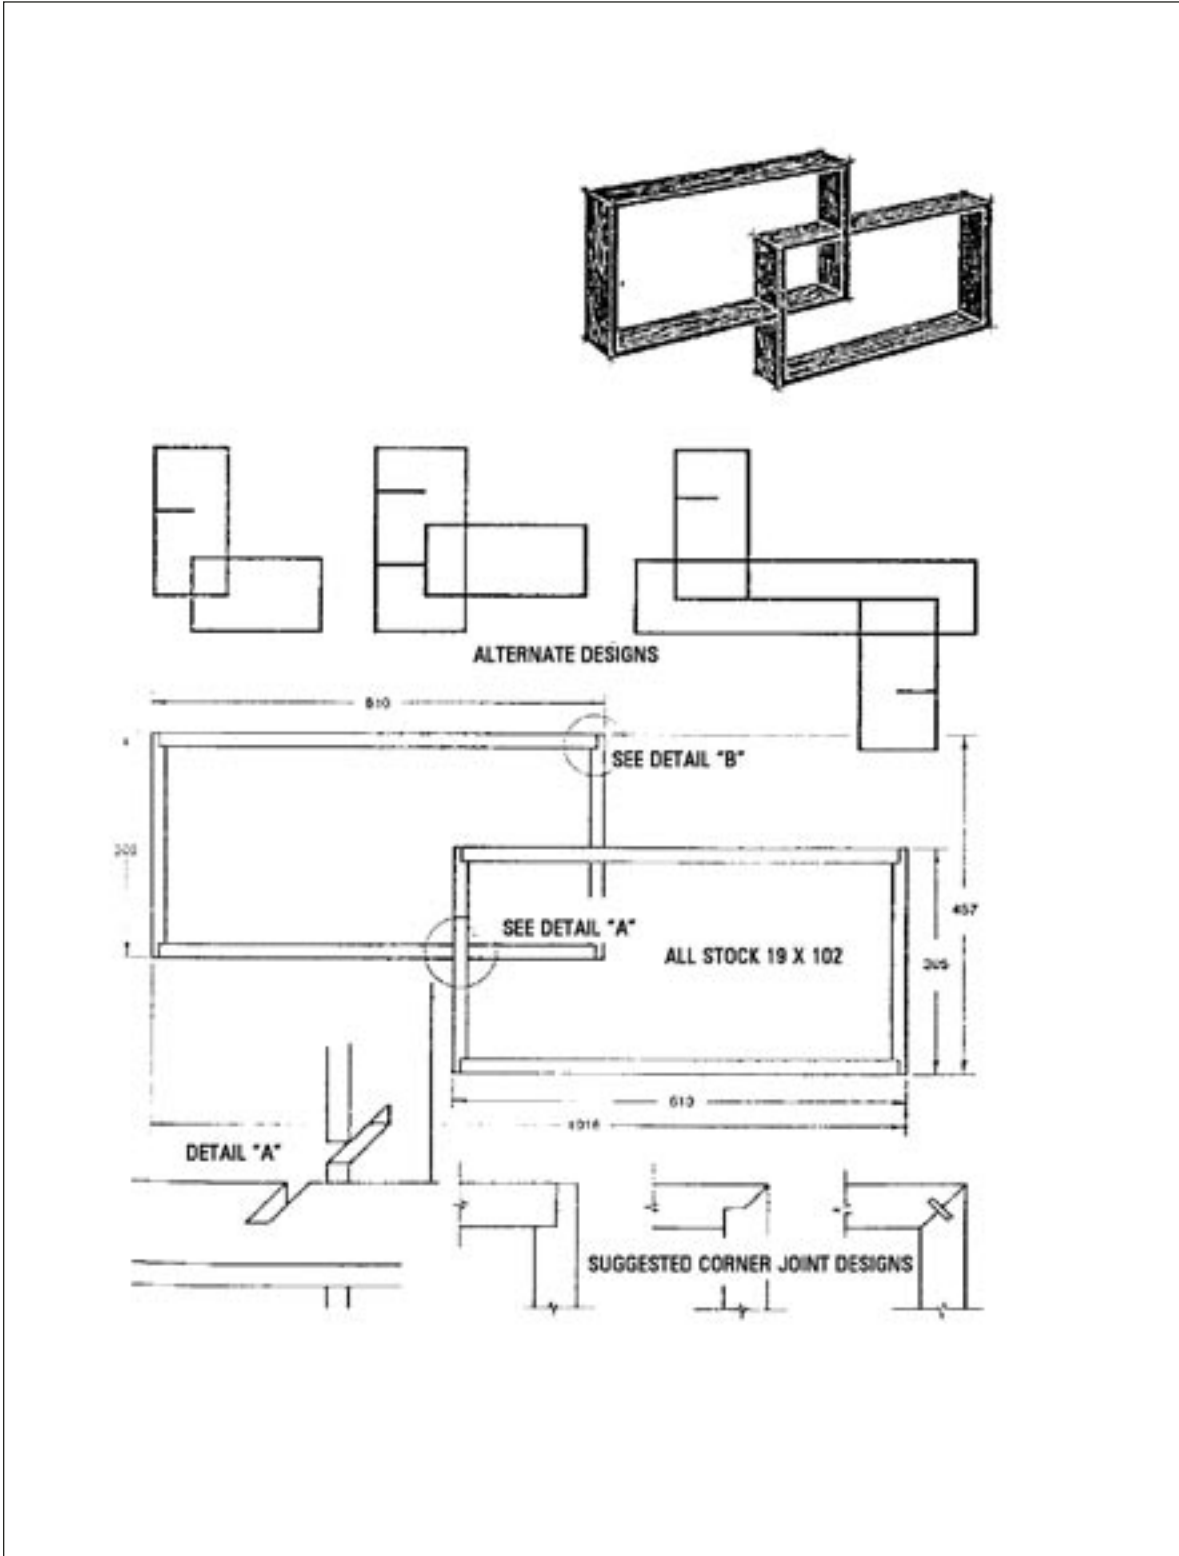 ALTERNATE DESIGNS
SEE DETAIL "B"
457
SEE DETAIL "A"
ALL STOCK 19 X 102
DETAIL "A"
SUGGESTED CORNER JOINT DESIGNS